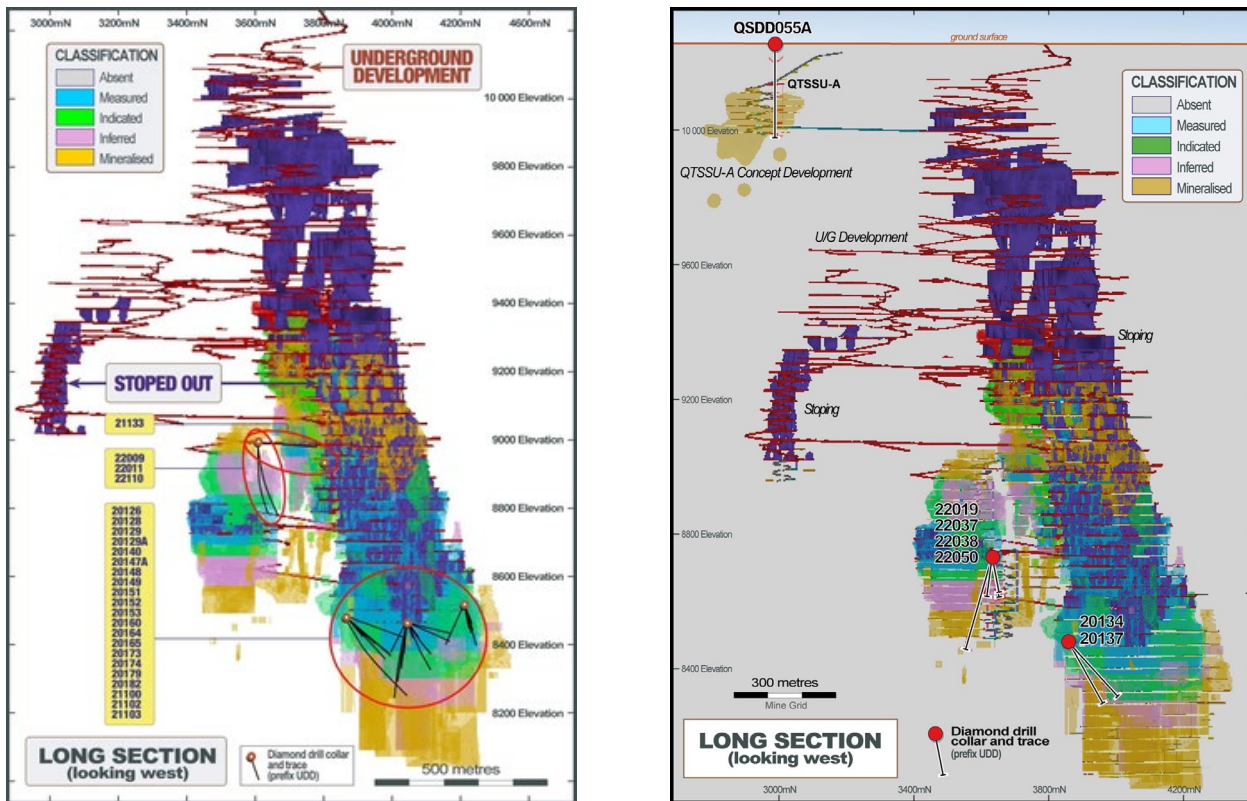 3000mN 3200mN 3600mN 3800mN 4000mN 4200mN 4600mN
CLASSIFICATION
Absent
Measured
Indicated
Inferred
Mineralised
UNDERGROUND
DEVELOPMENT
10 000 Elevation
9800 Elevation
9600 Elevation
9400 Elevation
9200 Elevation
9000 Elevation
8800 Elevation
8600 Elevation
8400 Elevation
8200 Elevation
STOPED OUT
21133
22009
22011
22110
20126
20128
20129
20129A
20140
20147A
20148
20149
20151
20152
20153
20160
20164
20165
20173
20174
20179
20182
21100
21102
21103
LONG SECTION
(looking west)
Diamond drill collar
and trace
(prefix UDD)
500 metres
QSDD055A
ground surface
QTSSU-A
10 000 Elevation
QTSSU-A Concept Development
CLASSIFICATION
Absent
Measured
Indicated
Inferred
Mineralised
U/G Development
9600 Elevation
Stoping
9200 Elevation
Stoping
22019
22037
22038
22050
8800 Elevation
20134
20137
8400 Elevation
300 metres
Mine Grid
LONG SECTION
(looking west)
Diamond drill
collar and trace
(prefix UDD)
3000mN 3400mN 3800mN 4200mN